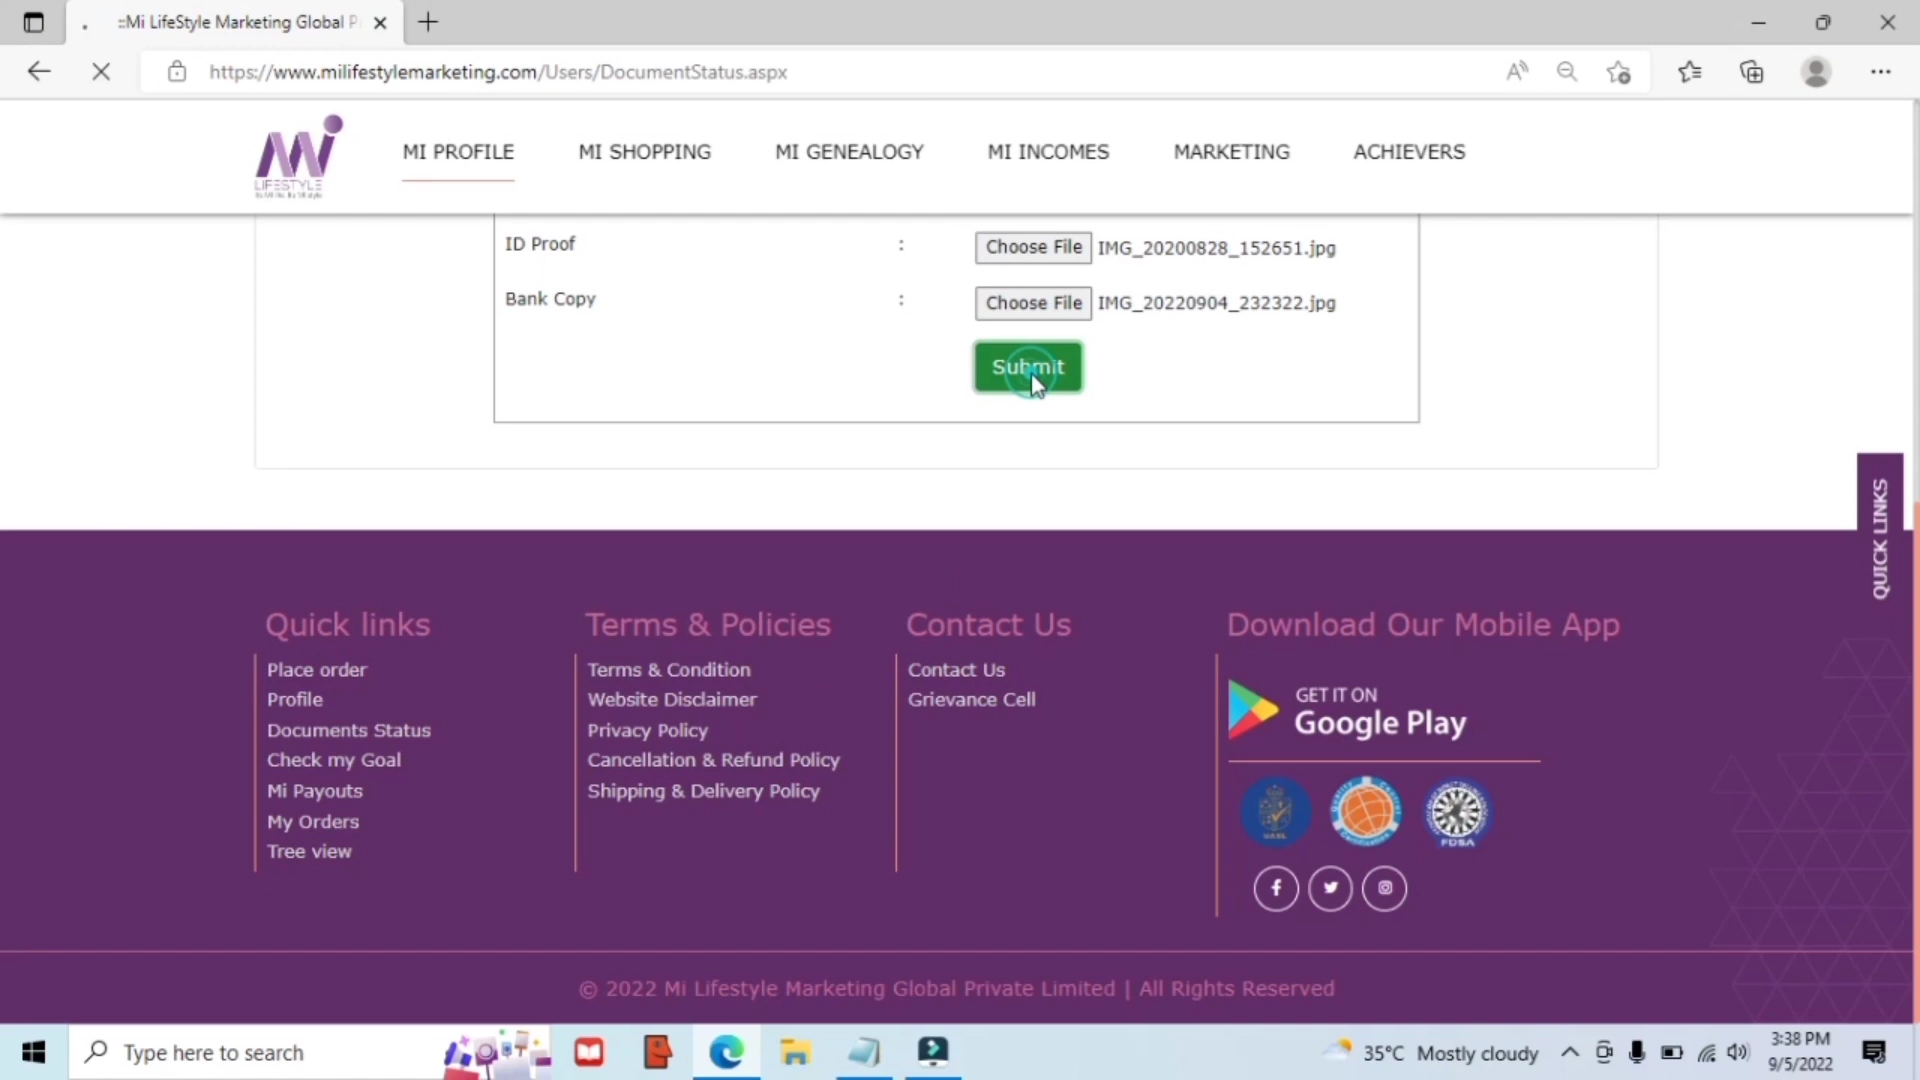 ::Mi LifeStyle Marketing Global P
https://www.milifestylemarketing.com/Users/DocumentStatus.aspx
LIFESTYLE
MI PROFILE
MI SHOPPING
MI GENEALOGY
MI INCOMES
MARKETING
ACHIEVERS
ID Proof : Choose File IMG_20200828_152651.jpg
Bank Copy : Choose File IMG_20220904_232322.jpg
Submit
QUICK LINKS
Quick links
Place order
Profile
Documents Status
Check my Goal
Mi Payouts
My Orders
Tree view
Terms & Policies
Terms & Condition
Website Disclaimer
Privacy Policy
Cancellation & Refund Policy
Shipping & Delivery Policy
Contact Us
Contact Us
Grievance Cell
Download Our Mobile App
GET IT ON
Google Play
FDSA
© 2022 Mi Lifestyle Marketing Global Private Limited | All Rights Reserved
Type here to search
35°C Mostly cloudy
3:38 PM
9/5/2022